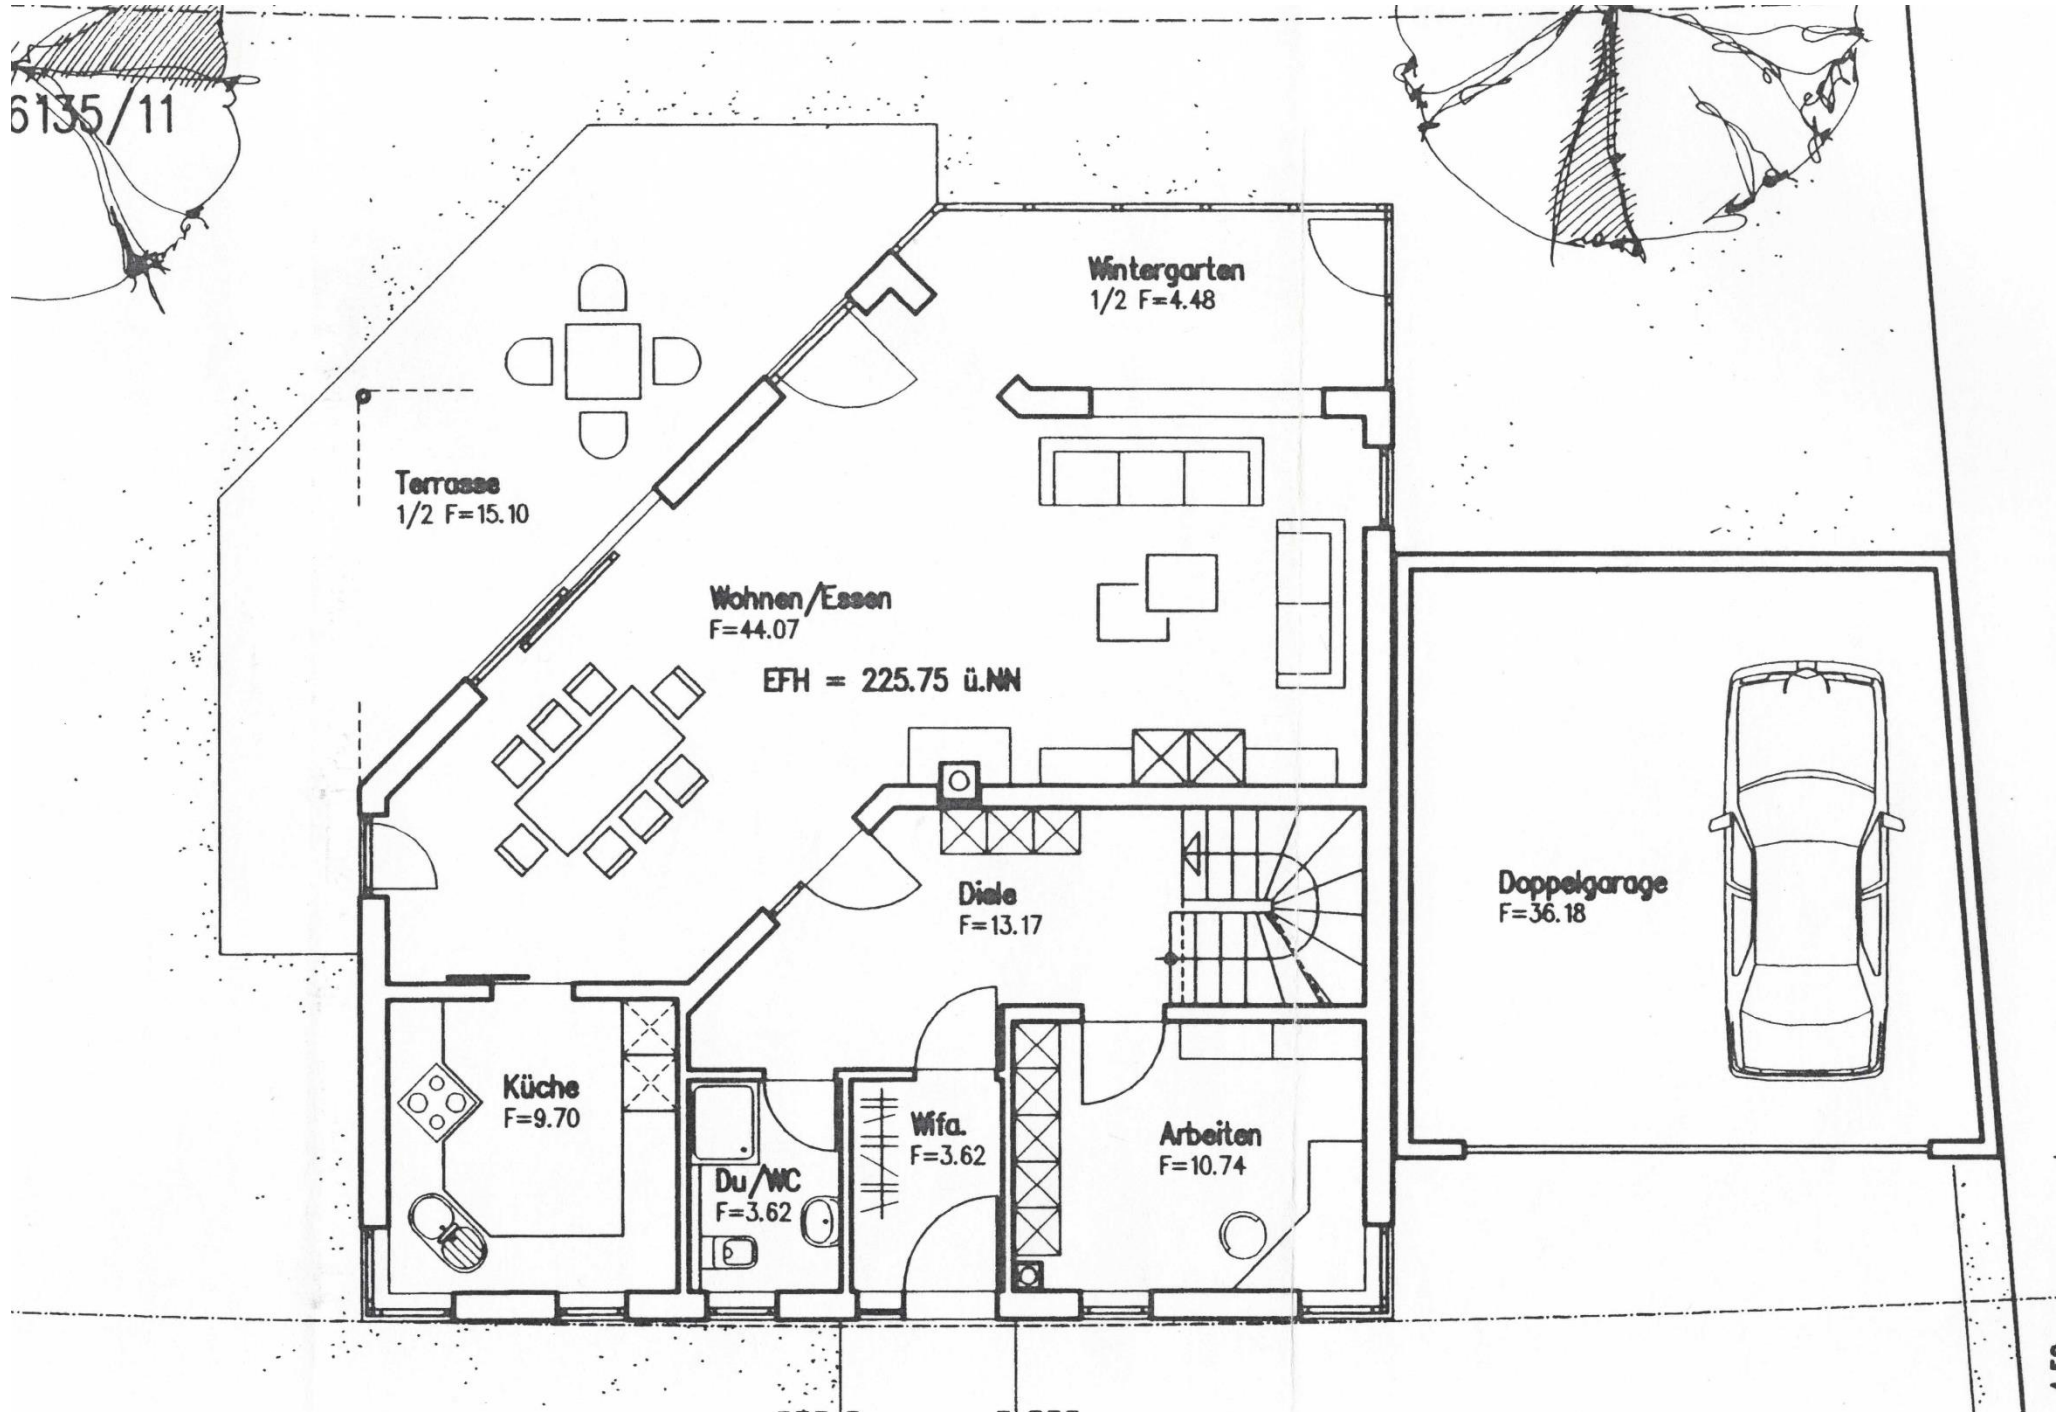 6135/11
Wintergarten
1/2 F=4.48
Terrasse
1/2 F=15.10
Wohnen/Essen
F=44.07
EFH = 225.75 ü.NN
Doppelgarage
F=36.18
Diele
F=13.17
Küche
F=9.70
Wifa.
F=3.62
Arbeiten
F=10.74
Du/WC
F=3.62